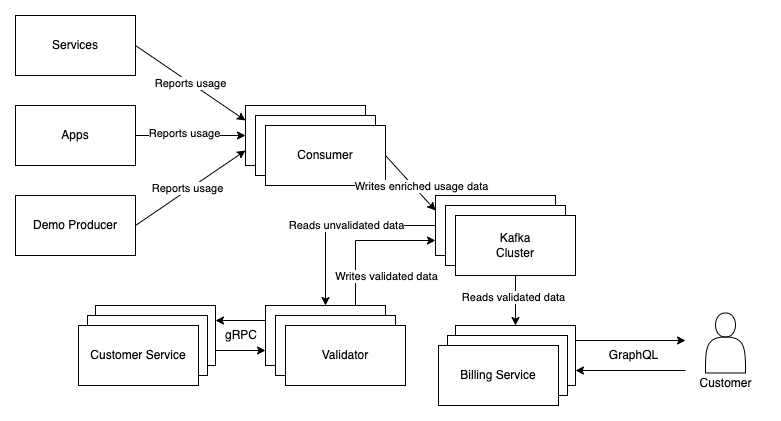 Services
Reports usage
Apps
Reports usage
Consumer
Reports usage
Writes enriched usage data
Demo Producer
Reads unvalidated data
Kafka
Cluster
Writes validated data
Reads validated data
gRPC
Customer Service
Validator
GraphQL
Billing Service
Customer